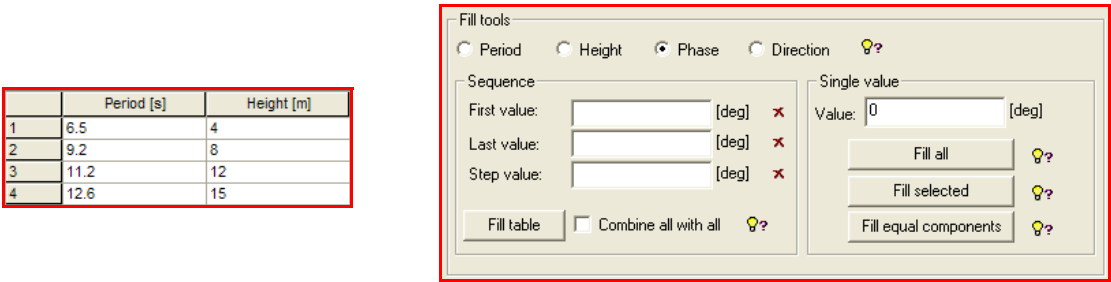 Period [s] Height [m]
1 6.5 4
2 9.2 8
3 11.2 12
4 12.6 15
Fill tools
Period Height Phase Direction ?
Sequence
First value: [deg]
Last value: [deg]
Step value: [deg]
Fill table Combine all with all ?
Single value
Value: 0 [deg]
Fill all ?
Fill selected ?
Fill equal components ?